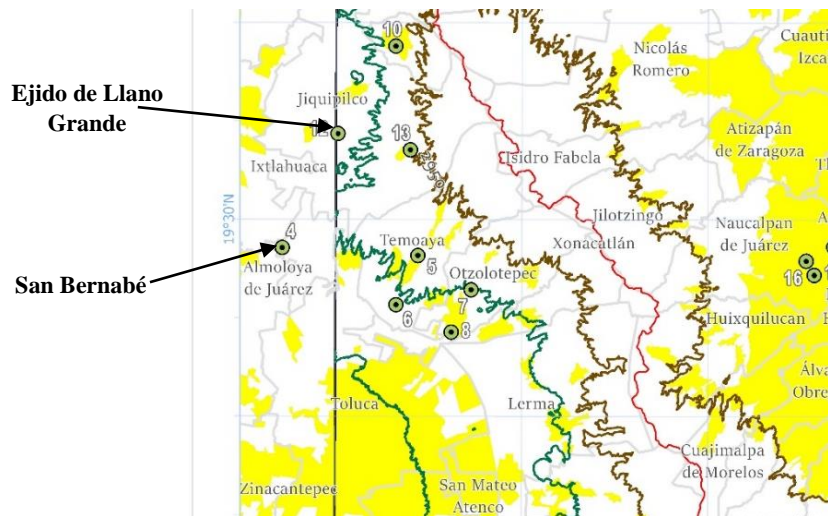 10
Nicolás
Romero
Cuauti
Izca
Ejido de Llano
Grande
Jiquipilco
12
13
Atizapán
de Zaragoza
Ixtlahuaca
Isidro Fabela
19°30'N
4
Jilotzingo
Naucalpan
de Juárez
Temoaya
Xonacatlán
San Bernabé
Almoloya
de Juárez
5
Otzolotepec
16
7
6
8
Huixquilucan
Álva
Obre
Toluca
Lerma
Cuajimalpa
de Morelos
Zinacantepec
San Mateo
Atenco